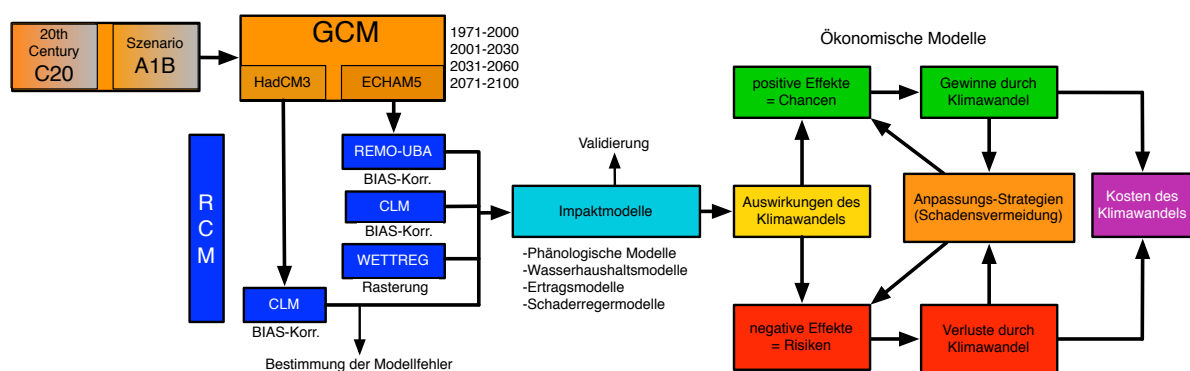 20th
Century
C20
Szenario
A1B
GCM
HadCM3
ECHAM5
1971-2000
2001-2030
2031-2060
2071-2100
R
C
M
REMO-UBA
BIAS-Korr.
CLM
BIAS-Korr.
WETTREG
Rasterung
CLM
BIAS-Korr.
Bestimmung der Modellfehler
Validierung
Impaktmodelle
-Phänologische Modelle
-Wasserhaushaltsmodelle
-Ertragsmodelle
-Schaderregermodelle
Ökonomische Modelle
positive Effekte
= Chancen
Gewinne durch
Klimawandel
Auswirkungen des
Klimawandels
Anpassungs-Strategien
(Schadensvermeidung)
Kosten des
Klimawandels
negative Effekte
= Risiken
Verluste durch
Klimawandel